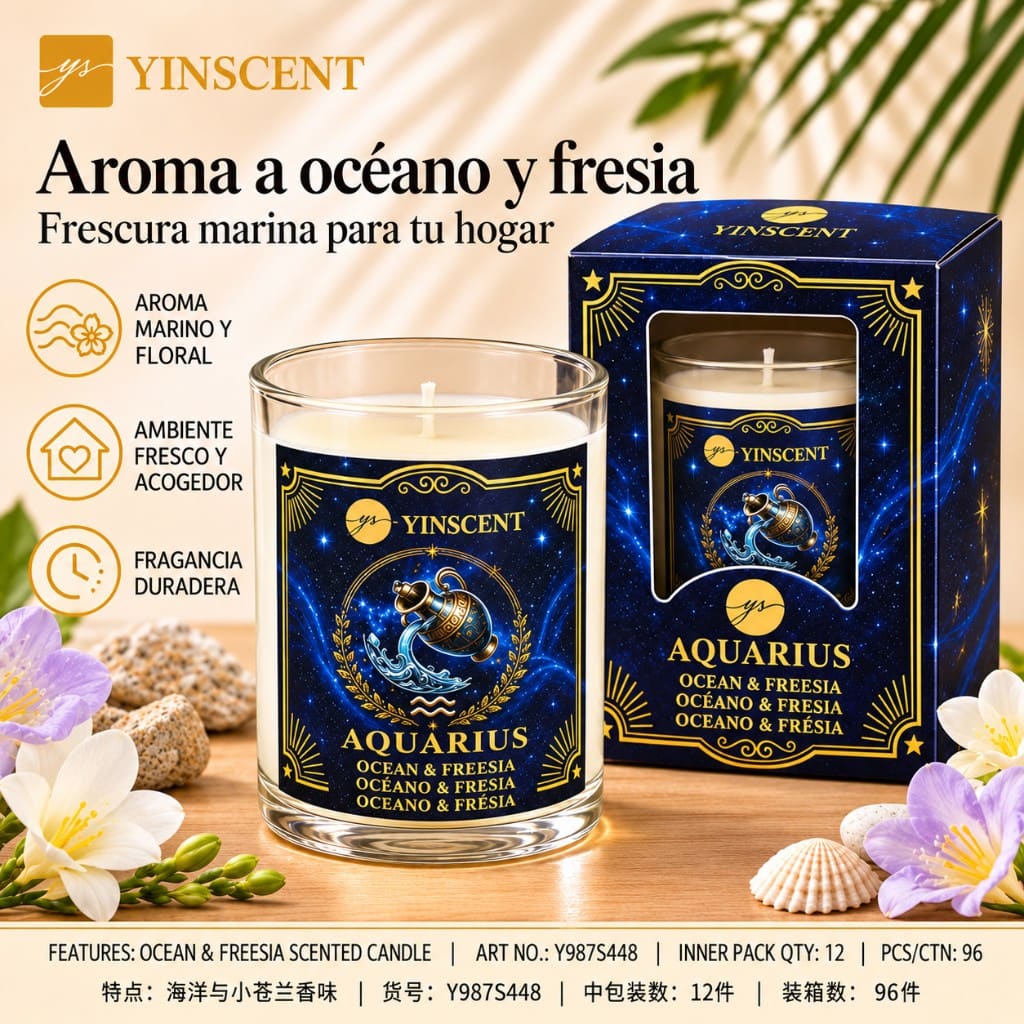 ys YINSCENT
Aroma a océano y fresia
Frescura marina para tu hogar
AROMA
MARINO Y
FLORAL
AMBIENTE
FRESCO Y
ACOGEDOR
FRAGANCIA
DURADERA
ys YINSCENT
AQUARIUS
OCEAN & FREESIA
OCÉANO & FRESIA
OCEANO & FRÉSIA
ys
YINSCENT
ys YINSCENT
ys
AQUARIUS
OCEAN & FREESIA
OCÉANO & FRESIA
OCEANO & FRÉSIA
FEATURES: OCEAN & FREESIA SCENTED CANDLE | ART NO.: Y987S448 | INNER PACK QTY: 12 | PCS/CTN: 96
特点：海洋与小苍兰香味 | 货号：Y987S448 | 中包装数：12件 | 装箱数： 96件